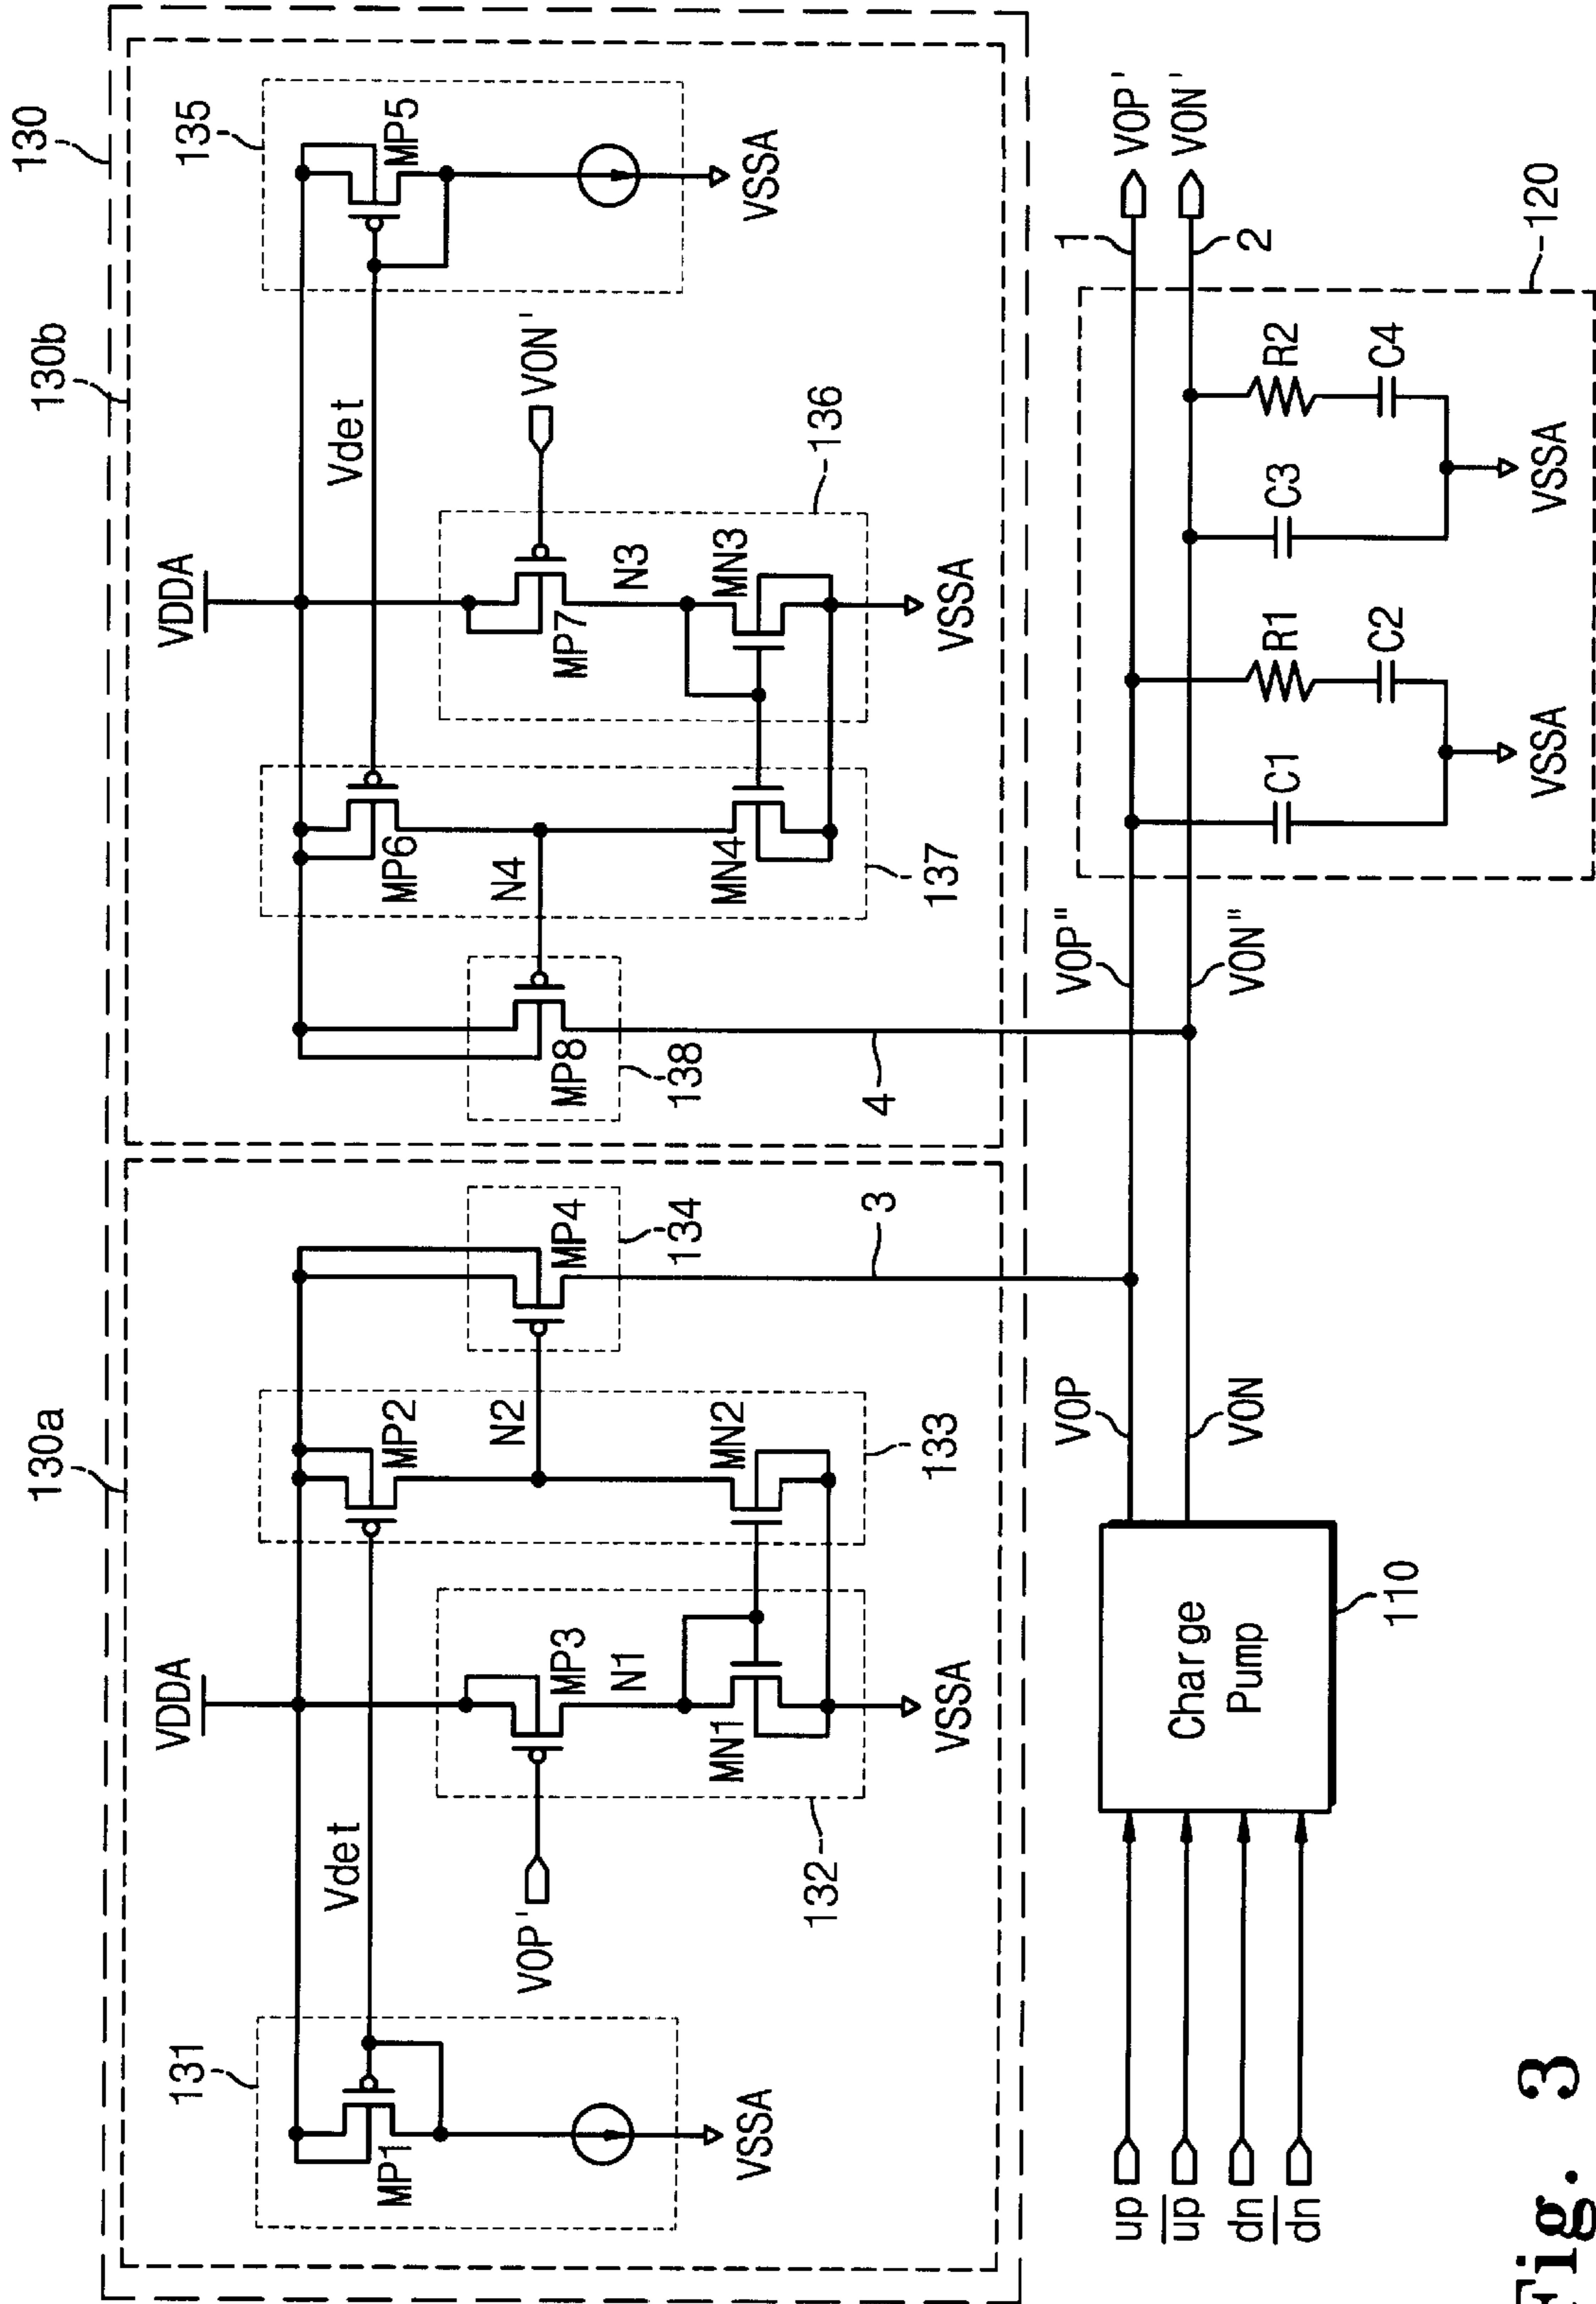 130
130a
130b
131
MP1
VSSA
Vdet
VDDA
VOP'
MP3
N1
MN1
132
VSSA
MP2
N2
MN2
133
MP4
134
3
MP8
138
4
MP6
N4
MN4
137
VDDA
Vdet
MP7
N3
MN3
136
VSSA
VON'
135
MP5
VSSA
up
up
dn
dn
Charge
Pump
110
VOP
VON
VOP"
VON"
C1
R1
C2
VSSA
C3
R2
C4
VSSA
120
1
2
VOP'
VON'
Fig. 3